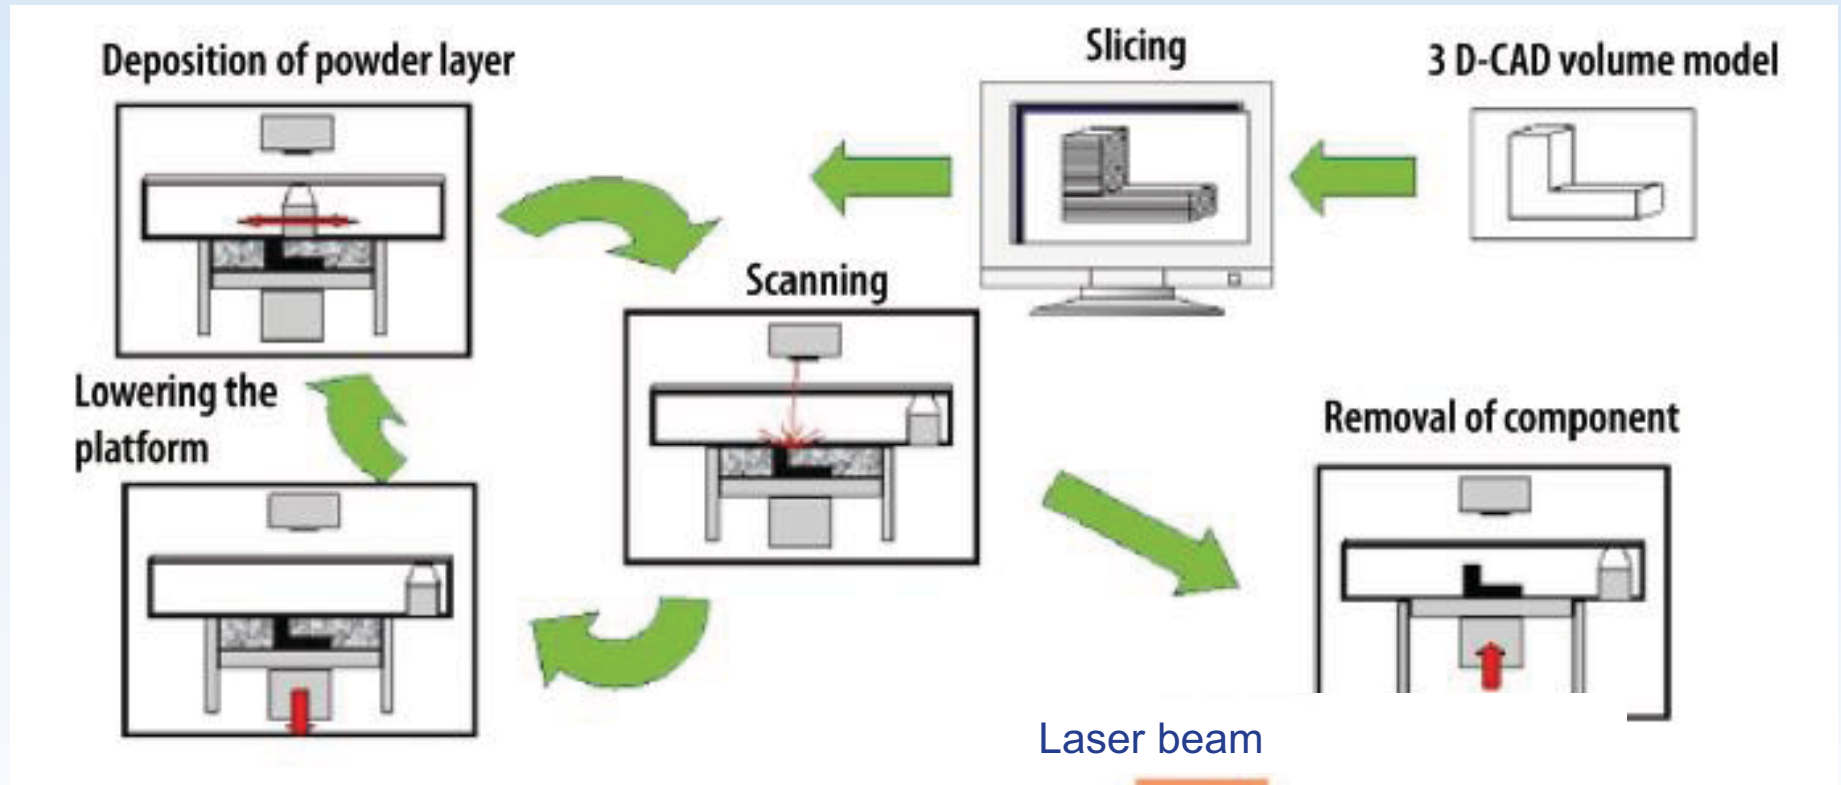 Deposition of powder layer
Slicing
3 D-CAD volume model
Scanning
Lowering the
platform
Removal of component
Laser beam